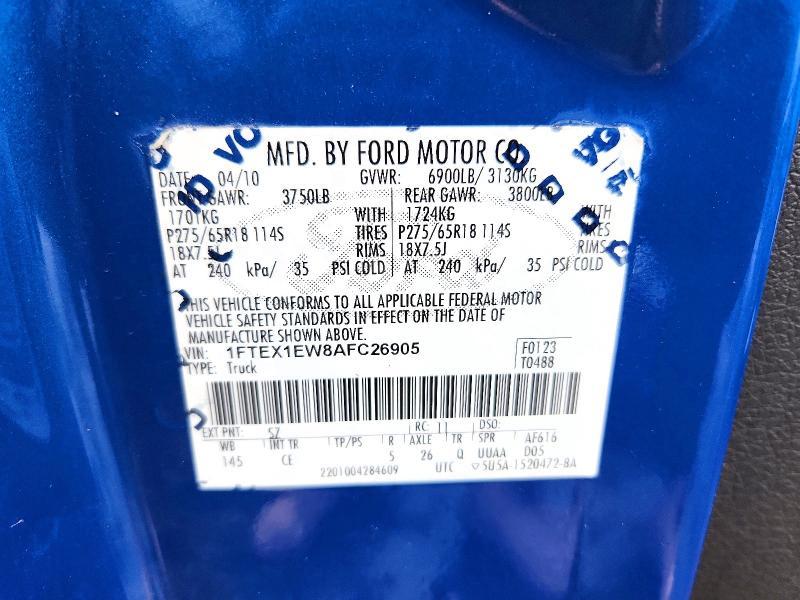 MFD. BY FORD MOTOR CO.
DATE: 04/10 GVWR: 6900LB/ 3130KG
FRONT GAWR: 3750LB REAR GAWR: 3800LB
1701KG WITH 1724KG WITH
P275/65R18 114S TIRES P275/65R18 114S TIRES
18X7.5J RIMS 18X7.5J RIMS
AT 240 kPa/ 35 PSI COLD AT 240 kPa/ 35 PSI COLD
THIS VEHICLE CONFORMS TO ALL APPLICABLE FEDERAL MOTOR
VEHICLE SAFETY STANDARDS IN EFFECT ON THE DATE OF
MANUFACTURE SHOWN ABOVE.
VIN: 1FTEX1EW8AFC26905 F0123
TYPE: Truck T0488
EXT PNT: SZ RC: 11 DSO:
WB INT TR TP/PS R AXLE TR SPR AF616
145 CE 5 26 Q UUAA D05
2201004284609 UTC 5U5A-1520472-BA